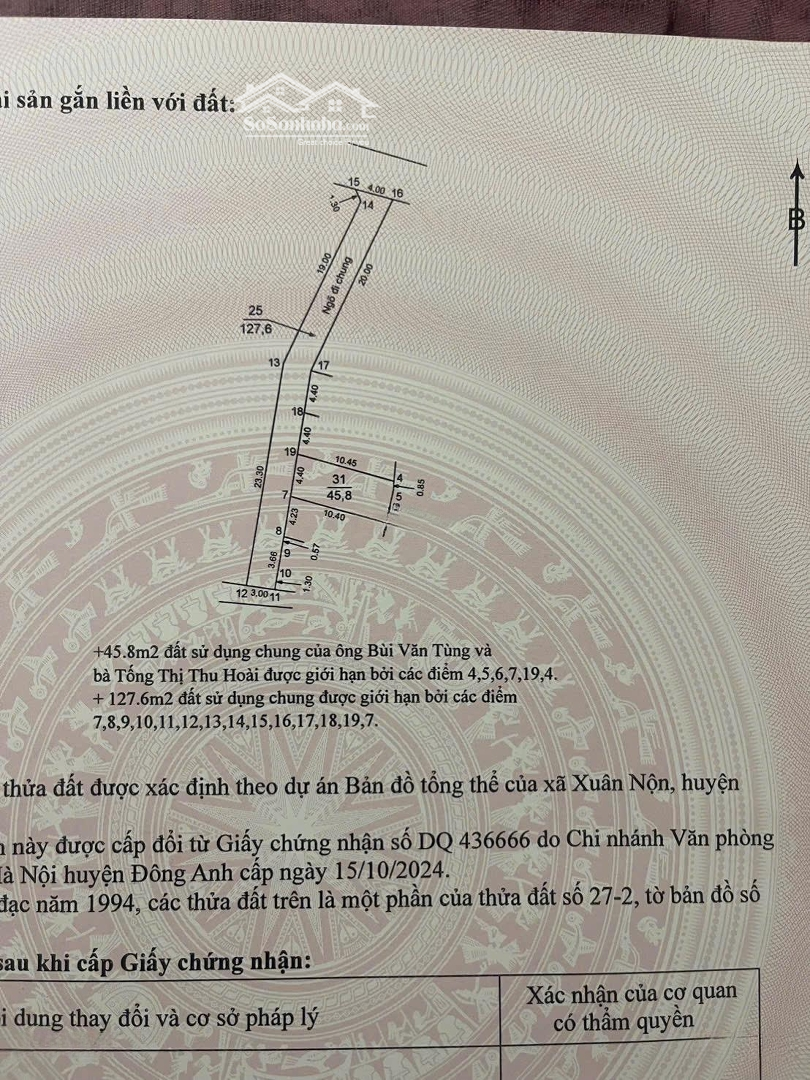 ài sản gắn liền với đất:
SoSanhnha.com
B
15
4.00
16
1.30
14
19.00
Ngõ đi chung
20.00
25
127,6
13
17
4.40
18
4.40
19
10.45
23.30
4.40
31
45,8
4
5
0.85
7
4.23
10.40
8
9
0.57
3.66
10
1.30
12
3,00
11
+45.8m2 đất sử dụng chung của ông Bùi Văn Tùng và
bà Tống Thị Thu Hoài được giới hạn bởi các điểm 4,5,6,7,19,4.
+ 127.6m2 đất sử dụng chung được giới hạn bởi các điểm
7,8,9,10,11,12,13,14,15,16,17,18,19,7.
thửa đất được xác định theo dự án Bản đồ tổng thể của xã Xuân Nộn, huyện
n này được cấp đổi từ Giấy chứng nhận số DQ 436666 do Chi nhánh Văn phòng
Hà Nội huyện Đông Anh cấp ngày 15/10/2024.
đạc năm 1994, các thửa đất trên là một phần của thửa đất số 27-2, tờ bản đồ số
sau khi cấp Giấy chứng nhận:
i dung thay đổi và cơ sở pháp lý
Xác nhận của cơ quan
có thẩm quyền